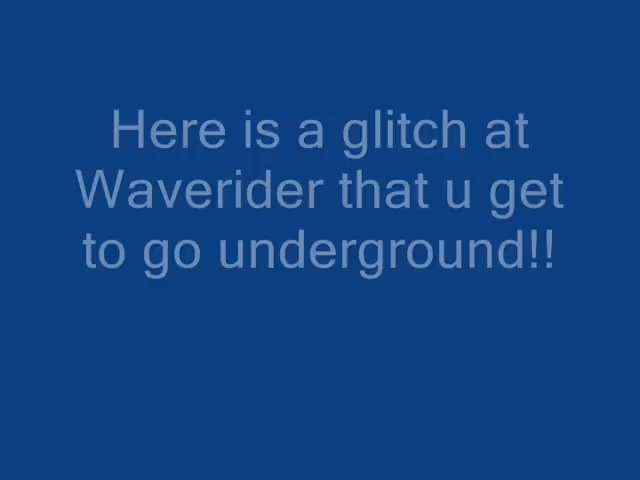 Here is a glitch at
Waverider that u get
to go underground!!